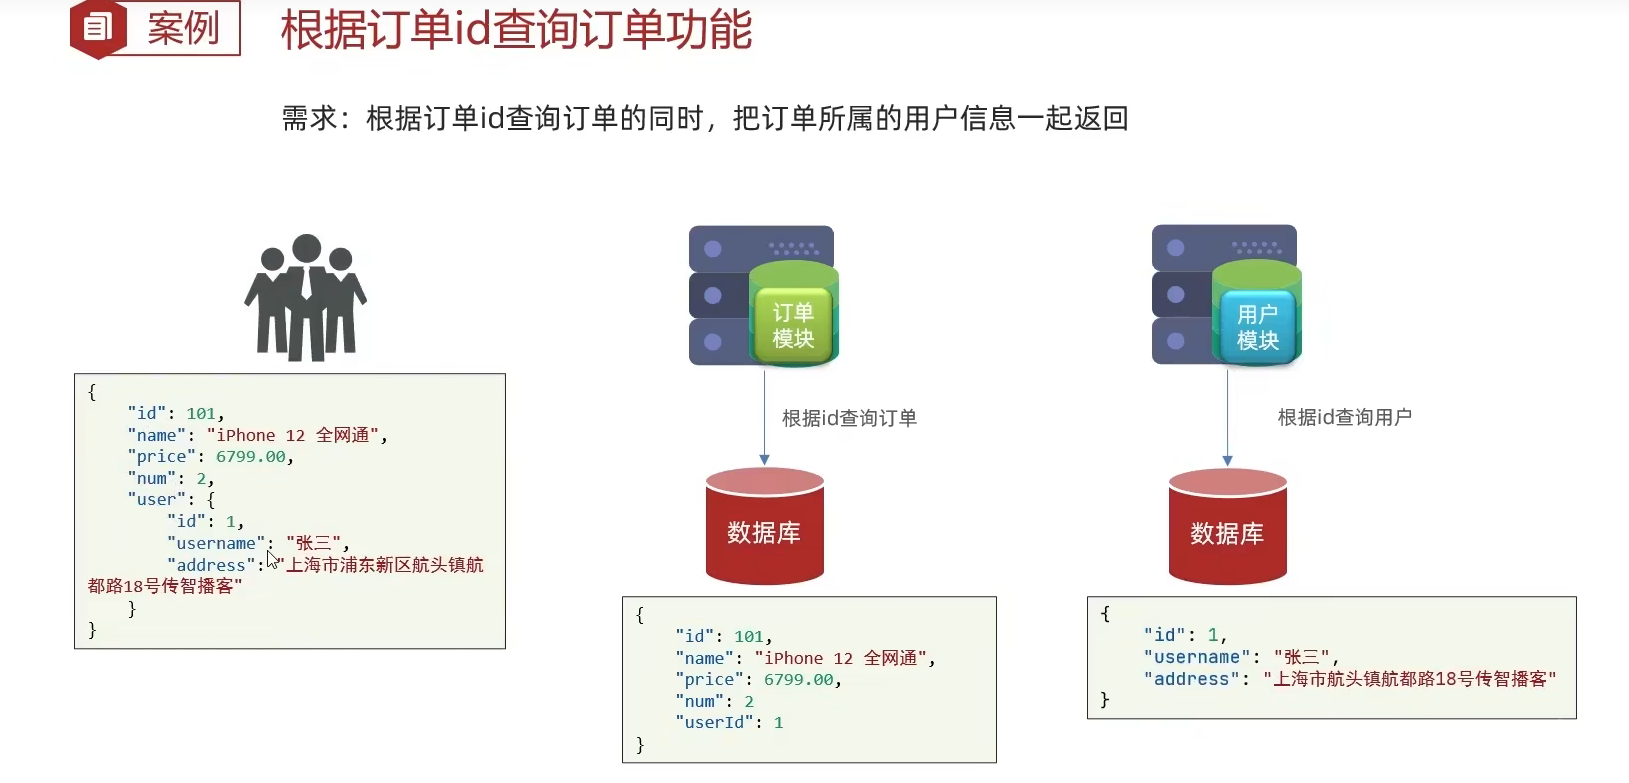 案例
根据订单id查询订单功能
需求：根据订单id查询订单的同时，把订单所属的用户信息一起返回
{
"id": 101,
"name": "iPhone 12 全网通",
"price": 6799.00,
"num": 2,
"user": {
"id": 1,
"username": "张三",
"address": "上海市浦东新区航头镇航
都路18号传智播客"
}
}
订单
模块
根据id查询订单
数据库
{
"id": 101,
"name": "iPhone 12 全网通",
"price": 6799.00,
"num": 2
"userId": 1
}
用户
模块
根据id查询用户
数据库
{
"id": 1,
"username": "张三",
"address": "上海市航头镇航都路18号传智播客"
}